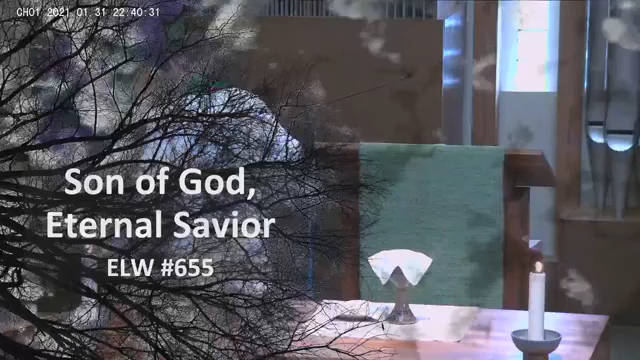 CH01 2021.01.31 22:40:31
Son of God,
Eternal Savior
ELW #655